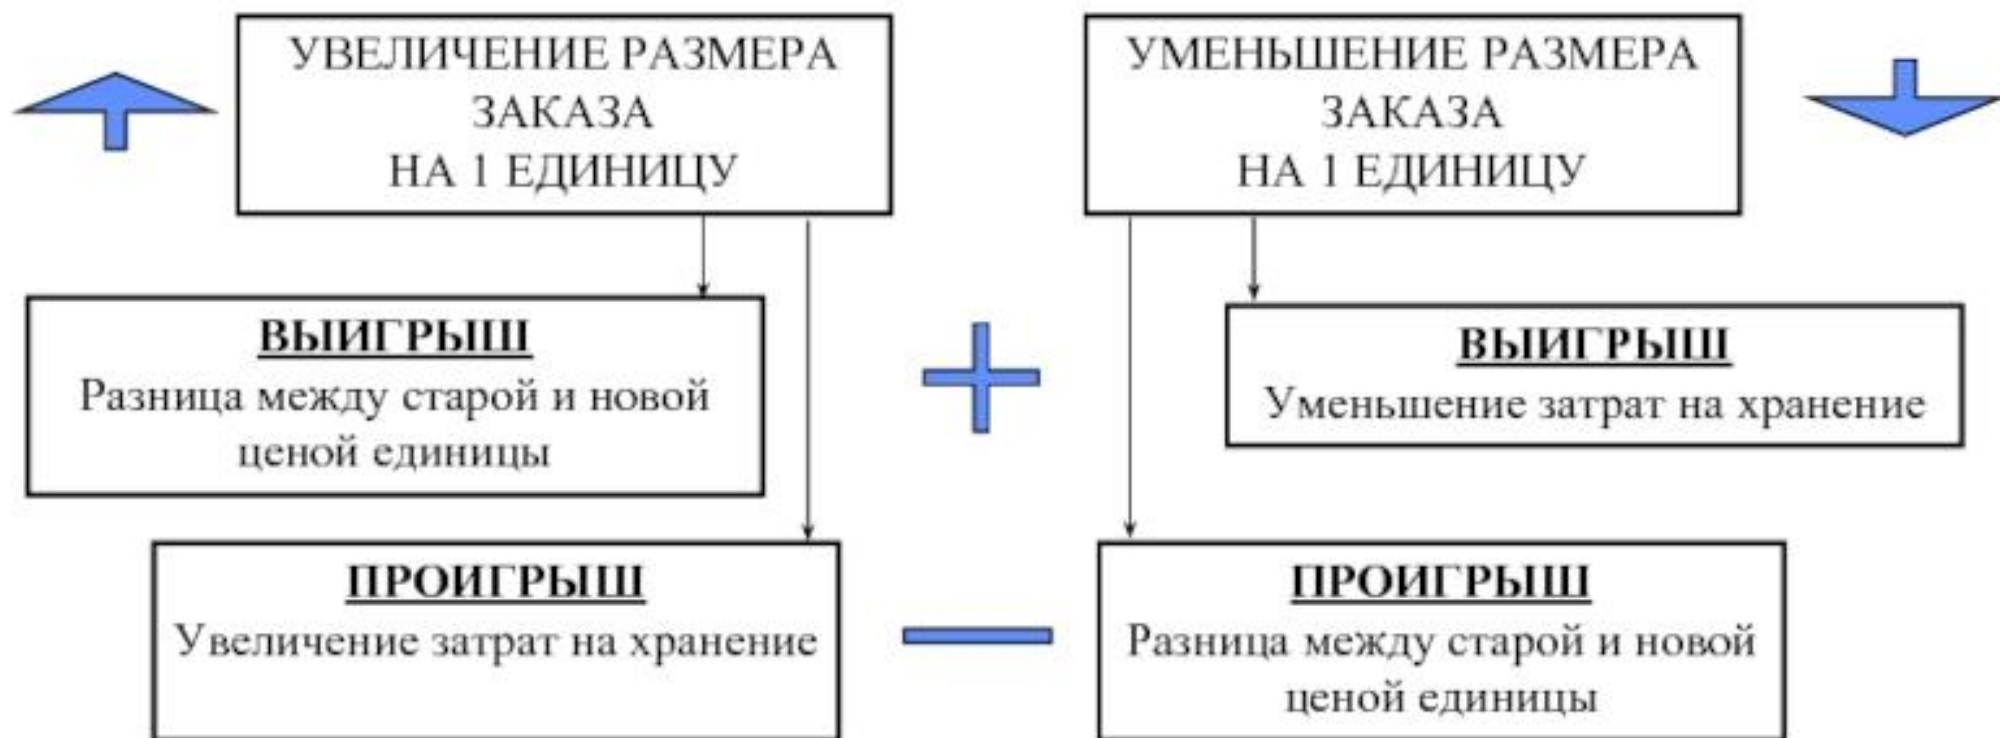 УВЕЛИЧЕНИЕ РАЗМЕРА
ЗАКАЗА
НА 1 ЕДИНИЦУ
УМЕНЬШЕНИЕ РАЗМЕРА
ЗАКАЗА
НА 1 ЕДИНИЦУ
ВЫИГРЫШ
Разница между старой и новой
ценой единицы
ВЫИГРЫШ
Уменьшение затрат на хранение
ПРОИГРЫШ
Увеличение затрат на хранение
ПРОИГРЫШ
Разница между старой и новой
ценой единицы